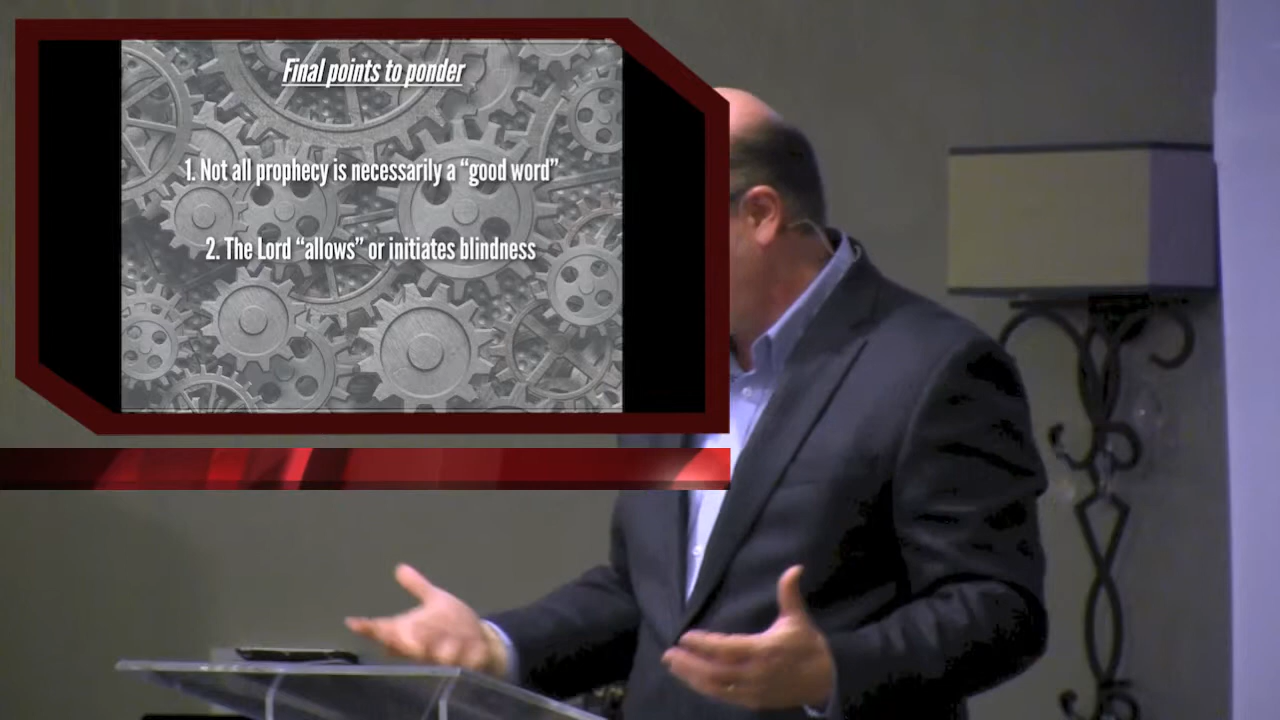 Final points to ponder
1. Not all prophecy is necessarily a “good word”
2. The Lord “allows” or initiates blindness